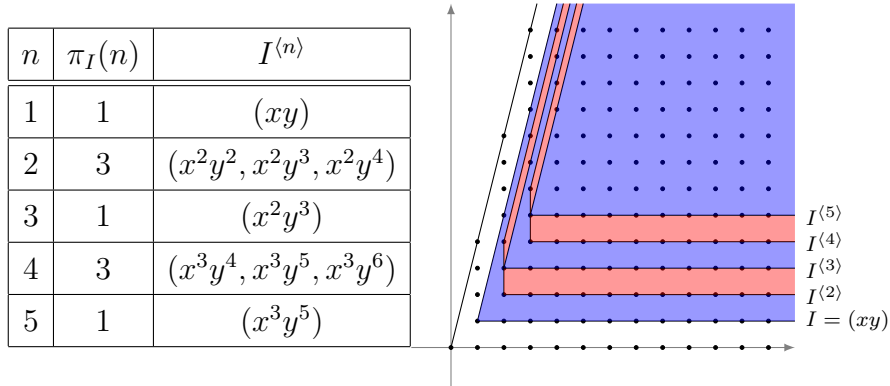 n π_I(n) I^{⟨n⟩}
1 1 (xy)
2 3 (x^2y^2, x^2y^3, x^2y^4)
3 1 (x^2y^3)
4 3 (x^3y^4, x^3y^5, x^3y^6)
5 1 (x^3y^5)
I^{⟨5⟩}
I^{⟨4⟩}
I^{⟨3⟩}
I^{⟨2⟩}
I = (xy)